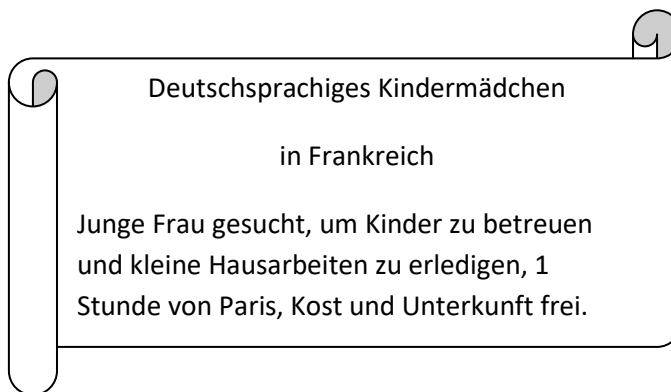 Deutschsprachiges Kindermädchen
in Frankreich
Junge Frau gesucht, um Kinder zu betreuen
und kleine Hausarbeiten zu erledigen, 1
Stunde von Paris, Kost und Unterkunft frei.